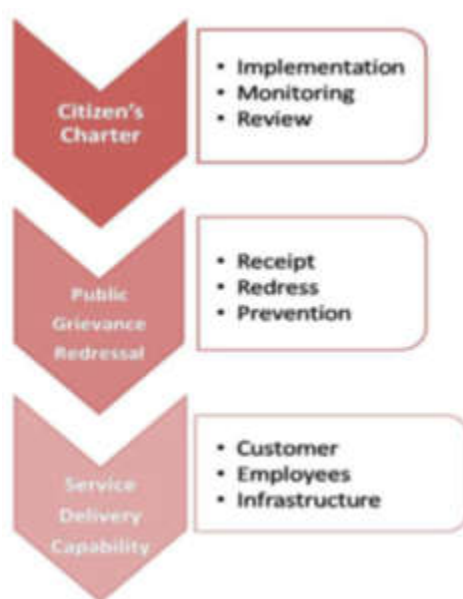 Citizen's
Charter
• Implementation
• Monitoring
• Review
Public
Grievance
Redressal
• Receipt
• Redress
• Prevention
Service
Delivery
Capability
• Customer
• Employees
• Infrastructure